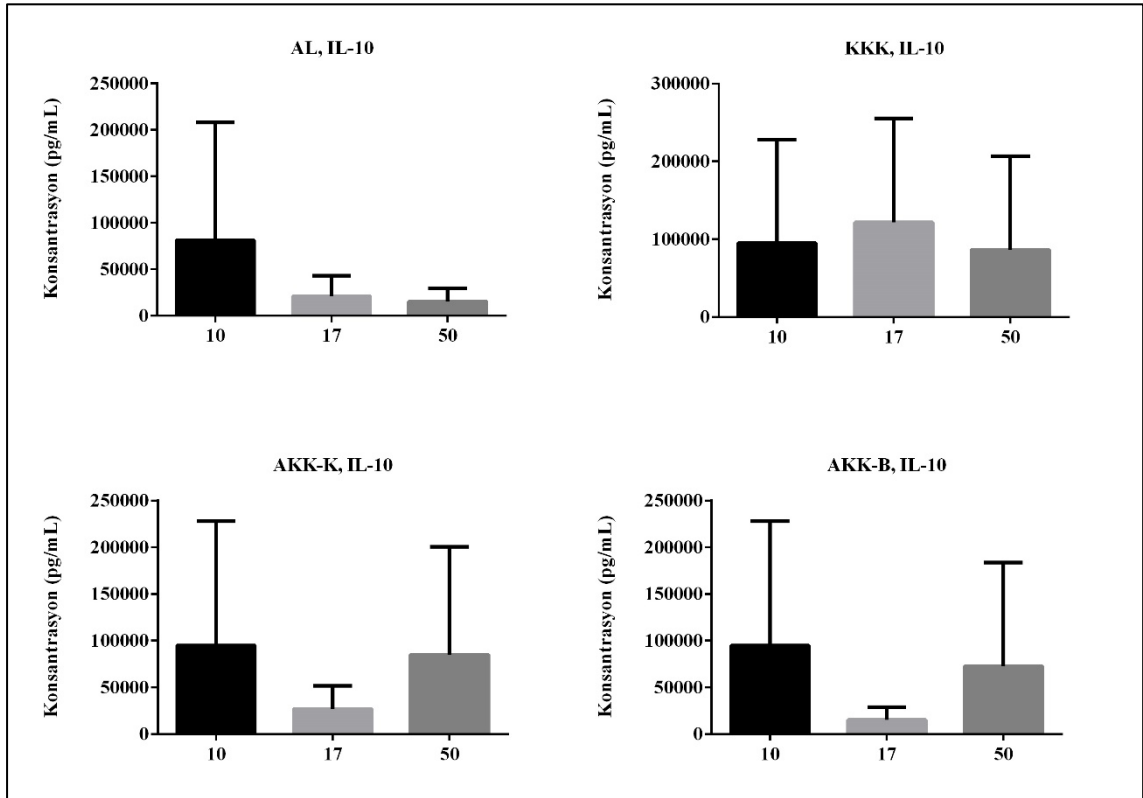 AL, IL-10
Konsantrasyon (pg/mL)
250000
200000
150000
100000
50000
0
10 17 50
KKK, IL-10
Konsantrasyon (pg/mL)
300000
200000
100000
0
10 17 50
AKK-K, IL-10
Konsantrasyon (pg/mL)
250000
200000
150000
100000
50000
0
10 17 50
AKK-B, IL-10
Konsantrasyon (pg/mL)
250000
200000
150000
100000
50000
0
10 17 50